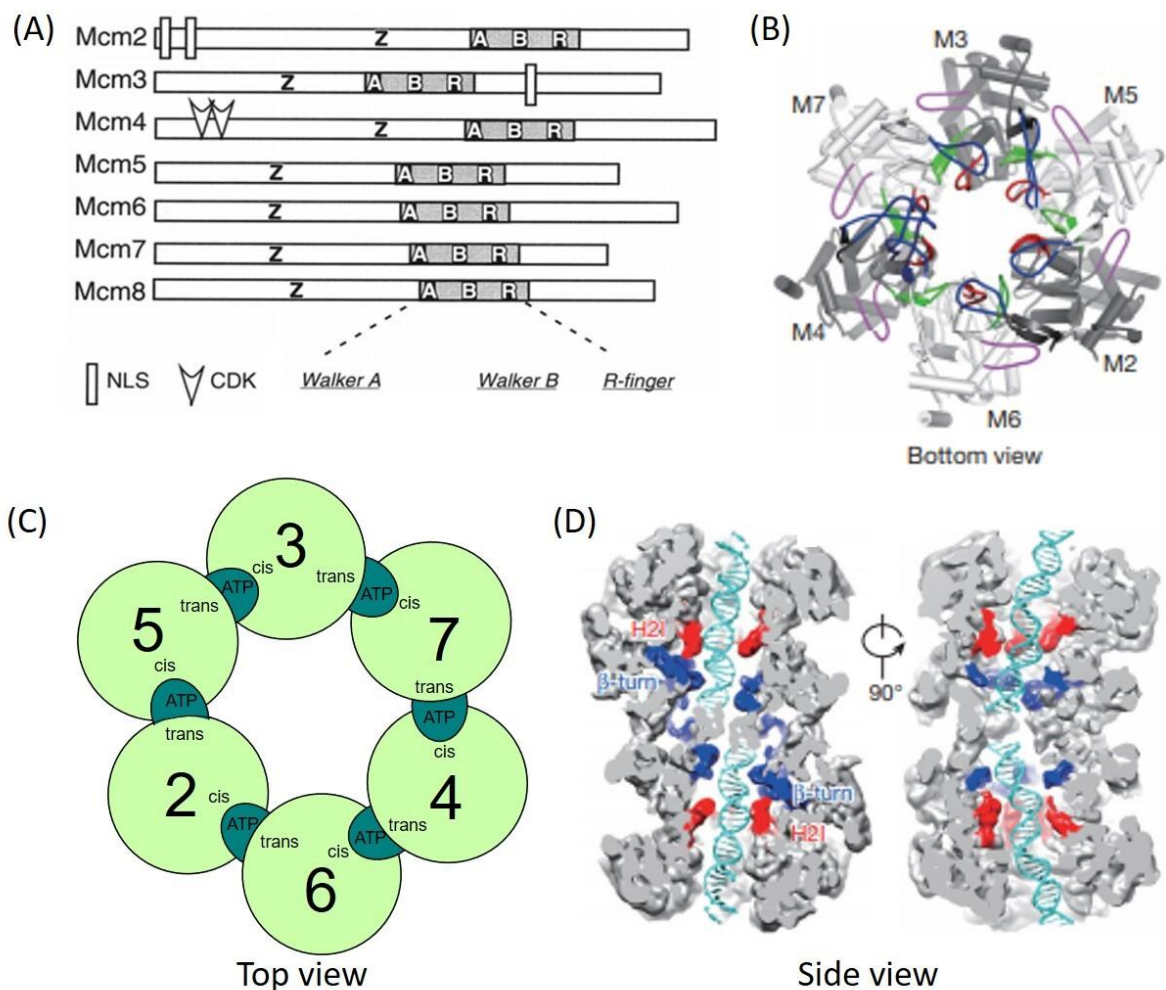 (A)
Mcm2 Z A B R
Mcm3 Z A B R
Mcm4 Z A B R
Mcm5 Z A B R
Mcm6 Z A B R
Mcm7 Z A B R
Mcm8 Z A B R
NLS CDK Walker A Walker B R-finger
(B)
M3
M7 M5
M4 M2
M6
Bottom view
(C)
3
cis ATP trans ATP cis
trans
5 7
cis trans
ATP ATP
trans cis
2 4
cis trans
ATP trans cis ATP
6
Top view
(D)
H2I
β-turn
90°
β-turn
H2I
Side view